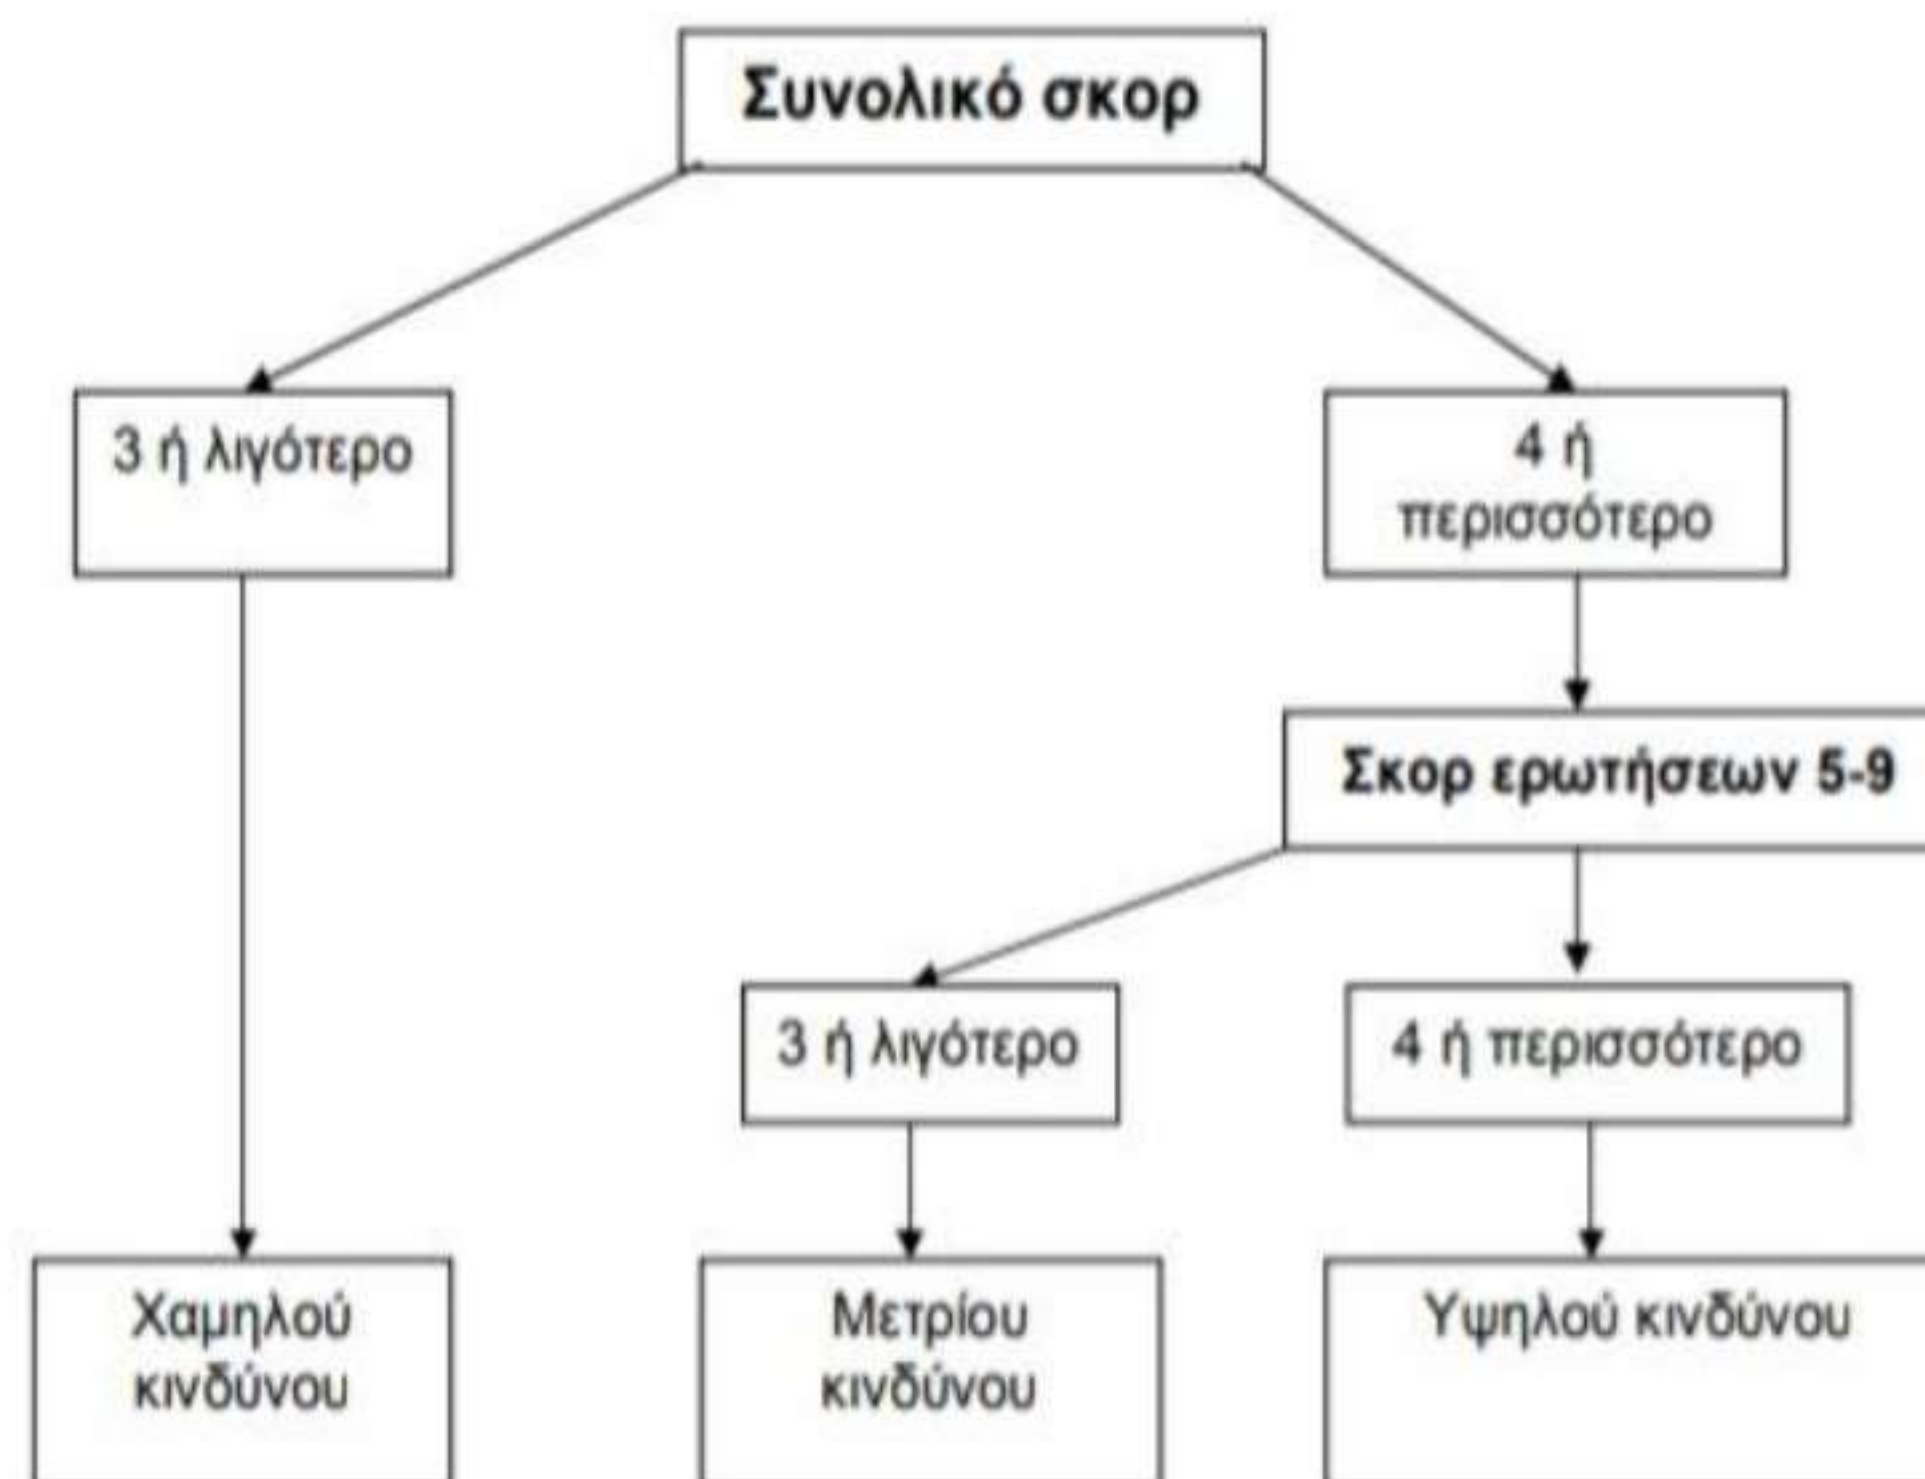 Συνολικό σκορ
3 ή λιγότερο
4 ή
περισσότερο
Σκορ ερωτήσεων 5-9
3 ή λιγότερο
4 ή περισσότερο
Χαμηλού
κινδύνου
Μετρίου
κινδύνου
Υψηλού κινδύνου